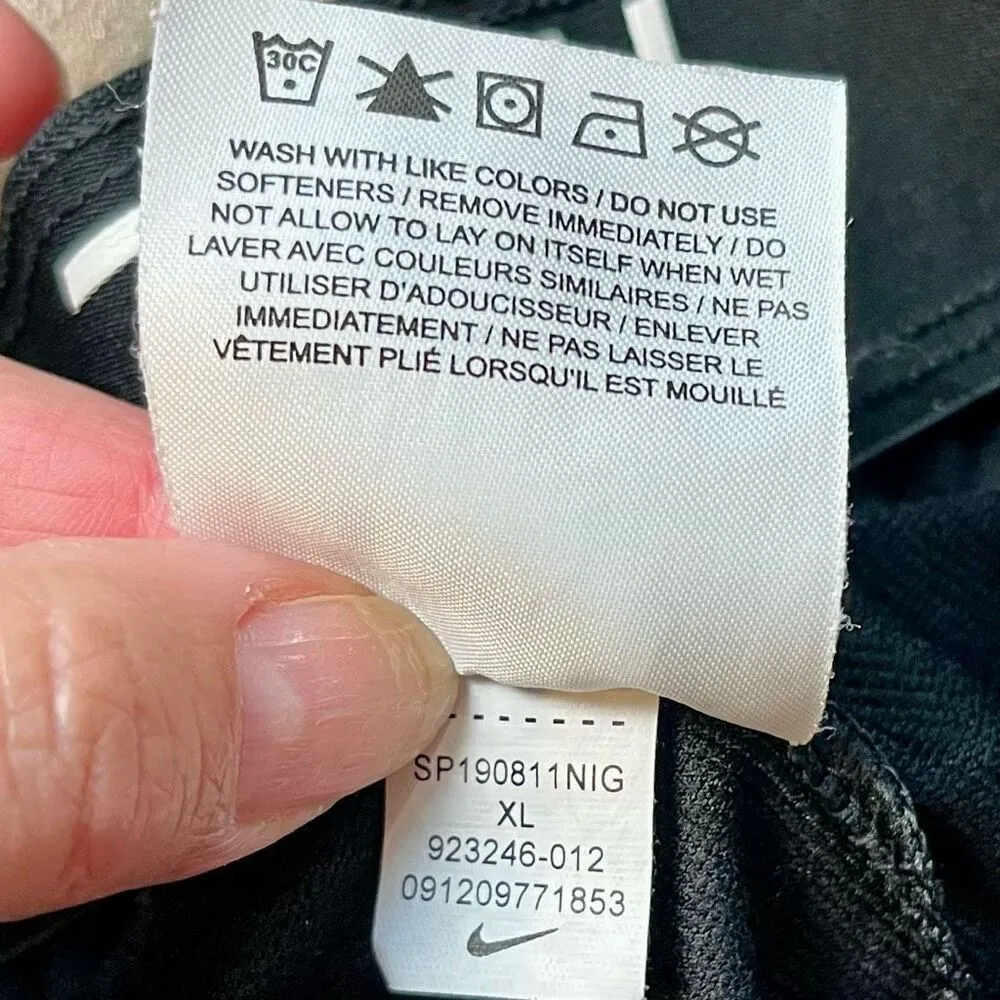 30C
WASH WITH LIKE COLORS / DO NOT USE
SOFTENERS / REMOVE IMMEDIATELY / DO
NOT ALLOW TO LAY ON ITSELF WHEN WET
LAVER AVEC COULEURS SIMILAIRES / NE PAS
UTILISER D'ADOUCISSEUR / ENLEVER
IMMEDIATEMENT / NE PAS LAISSER LE
VÊTEMENT PLIÉ LORSQU'IL EST MOUILLÉ
SP190811NIG
XL
923246-012
091209771853